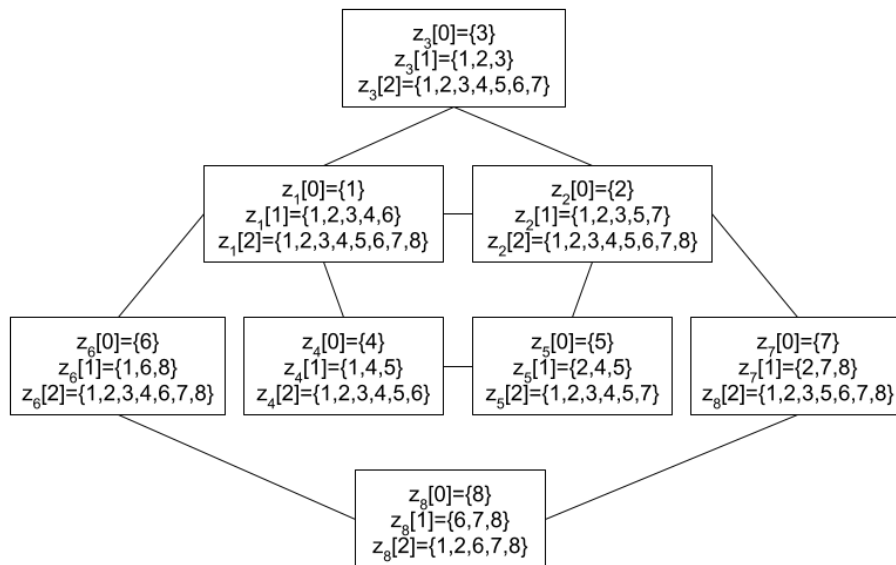 z₃[0]={3}
z₃[1]={1,2,3}
z₃[2]={1,2,3,4,5,6,7}
z₁[0]={1}
z₁[1]={1,2,3,4,6}
z₁[2]={1,2,3,4,5,6,7,8}
z₂[0]={2}
z₂[1]={1,2,3,5,7}
z₂[2]={1,2,3,4,5,6,7,8}
z₆[0]={6}
z₆[1]={1,6,8}
z₆[2]={1,2,3,4,6,7,8}
z₄[0]={4}
z₄[1]={1,4,5}
z₄[2]={1,2,3,4,5,6}
z₅[0]={5}
z₅[1]={2,4,5}
z₅[2]={1,2,3,4,5,7}
z₇[0]={7}
z₇[1]={2,7,8}
z₈[2]={1,2,3,5,6,7,8}
z₈[0]={8}
z₈[1]={6,7,8}
z₈[2]={1,2,6,7,8}